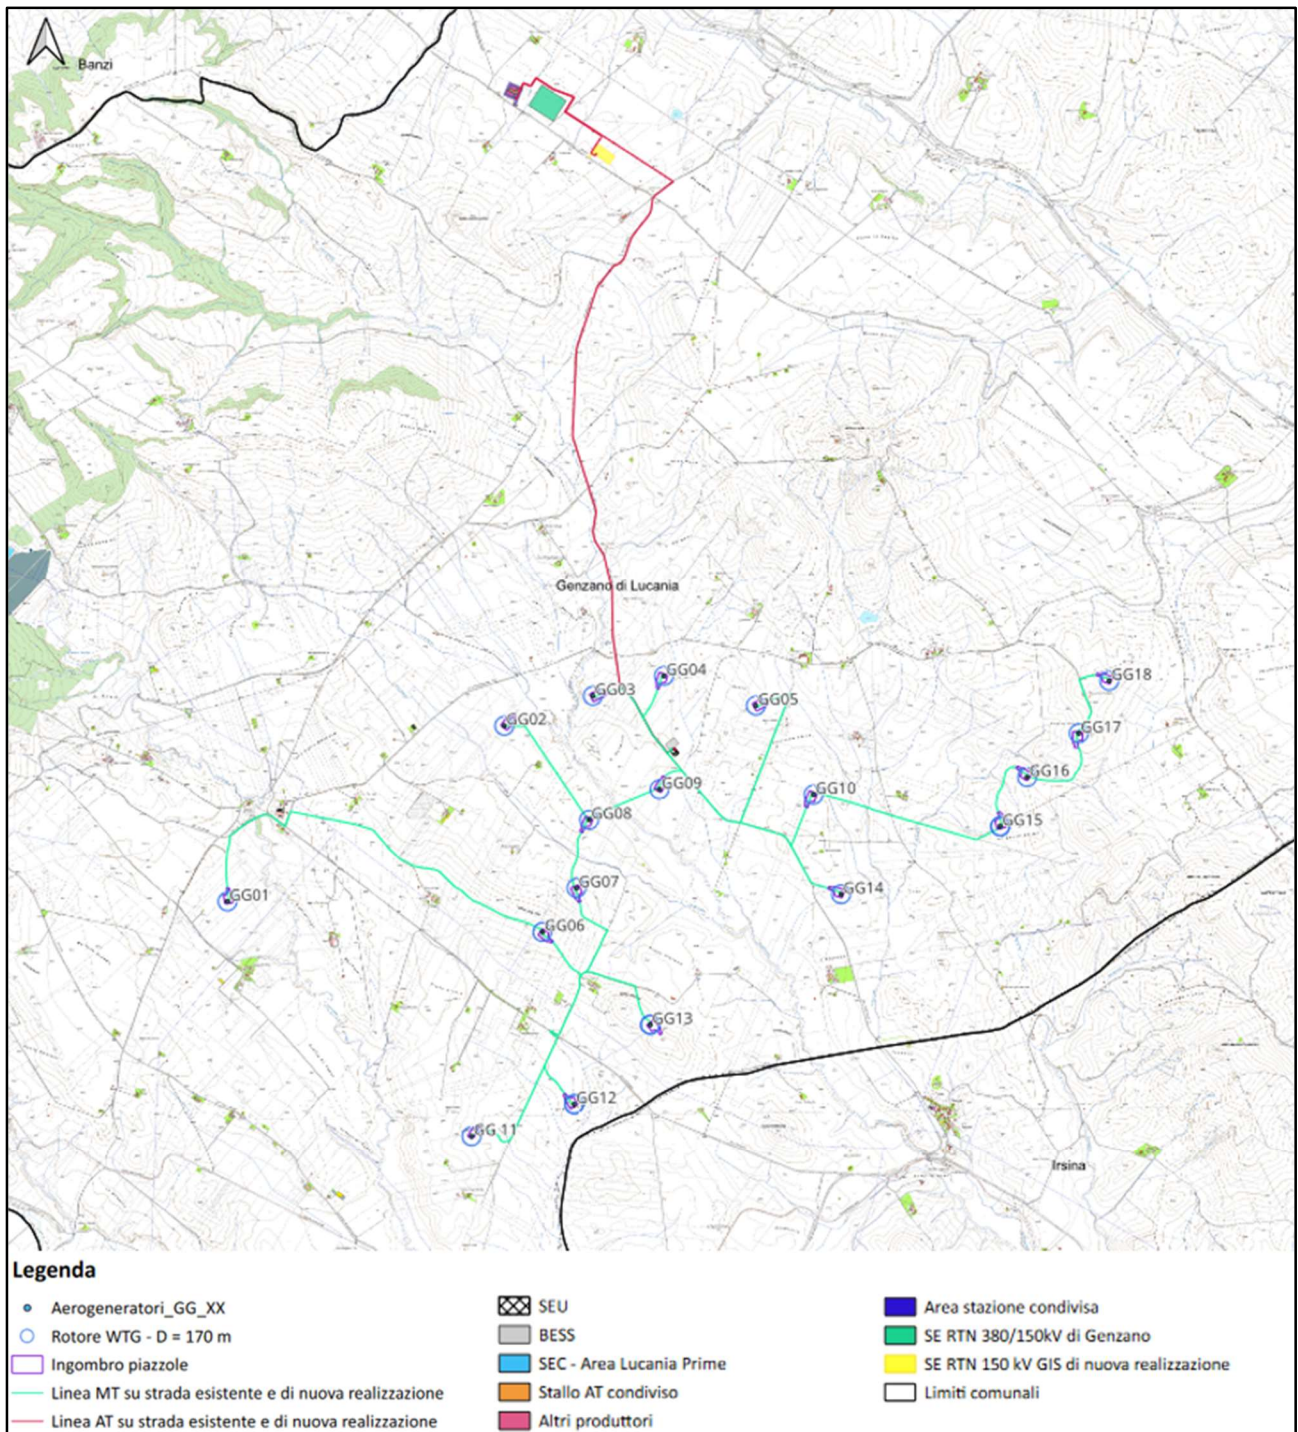 Banzi
Genzano di Lucania
GG04
GG03
GG18
GG05
GG02
GG17
GG16
GG09
GG10
GG08
GG15
GG07
GG14
GG01
GG06
GG13
GG12
GG 11
Irsina
Legenda
Aerogeneratori_GG_XX
Rotore WTG - D = 170 m
Ingombro piazzole
Linea MT su strada esistente e di nuova realizzazione
Linea AT su strada esistente e di nuova realizzazione
SEU
BESS
SEC - Area Lucania Prime
Stallo AT condiviso
Altri produttori
Area stazione condivisa
SE RTN 380/150kV di Genzano
SE RTN 150 kV GIS di nuova realizzazione
Limiti comunali